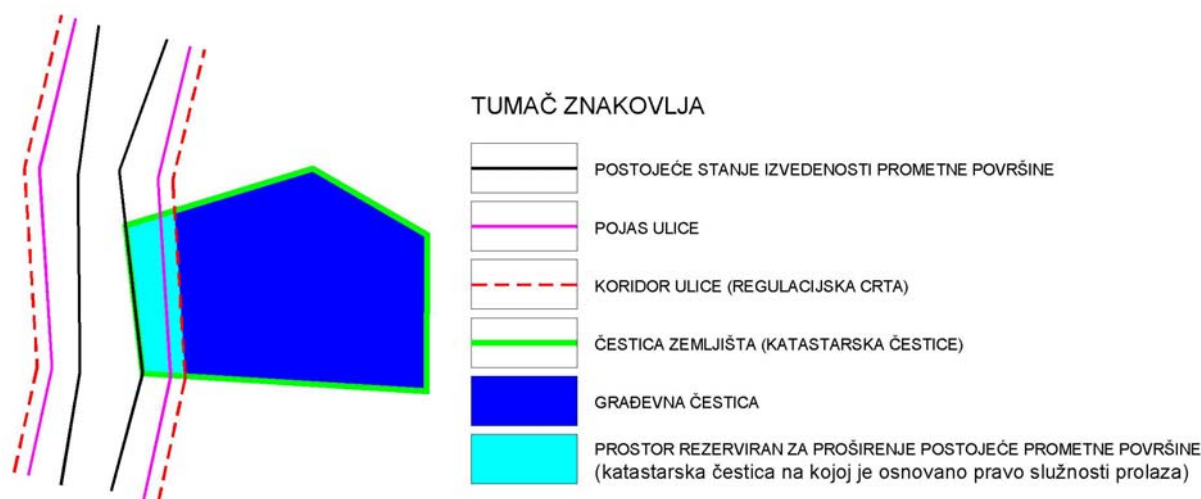 TUMAČ ZNAKOVLJA
POSTOJEĆE STANJE IZVEDENOSTI PROMETNE POVRŠINE
POJAS ULICE
KORIDOR ULICE (REGULACIJSKA CRTA)
ČESTICA ZEMLJIŠTA (KATASTARSKA ČESTICE)
GRAĐEVNA ČESTICA
PROSTOR REZERVIRAN ZA PROŠIRENJE POSTOJEĆE PROMETNE POVRŠINE
(katastarska čestica na kojoj je osnovano pravo služnosti prolaza)